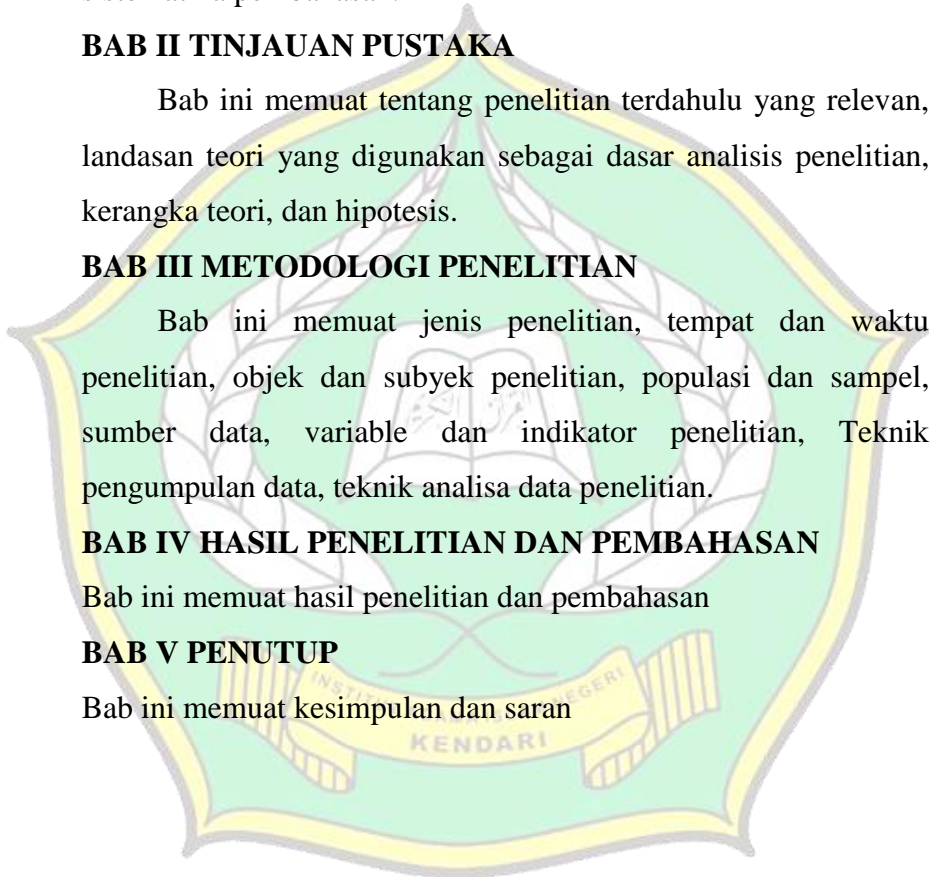 BAB II TINJAUAN PUSTAKA
Bab ini memuat tentang penelitian terdahulu yang relevan,
landasan teori yang digunakan sebagai dasar analisis penelitian,
kerangka teori, dan hipotesis.
BAB III METODOLOGI PENELITIAN
Bab ini memuat jenis penelitian, tempat dan waktu
penelitian, objek dan subyek penelitian, populasi dan sampel,
sumber data, variable dan indikator penelitian, Teknik
pengumpulan data, teknik analisa data penelitian.
BAB IV HASIL PENELITIAN DAN PEMBAHASAN
Bab ini memuat hasil penelitian dan pembahasan
BAB V PENUTUP
Bab ini memuat kesimpulan dan saran
KENDARI